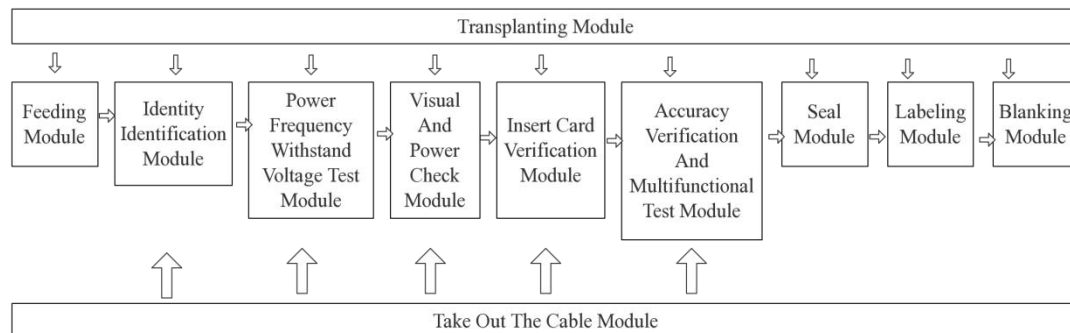 Transplanting Module
Feeding
Module
Identity
Identification
Module
Power
Frequency
Withstand
Voltage Test
Module
Visual
And
Power
Check
Module
Insert Card
Verification
Module
Accuracy
Verification
And
Multifunctional
Test Module
Seal
Module
Labeling
Module
Blanking
Module
Take Out The Cable Module